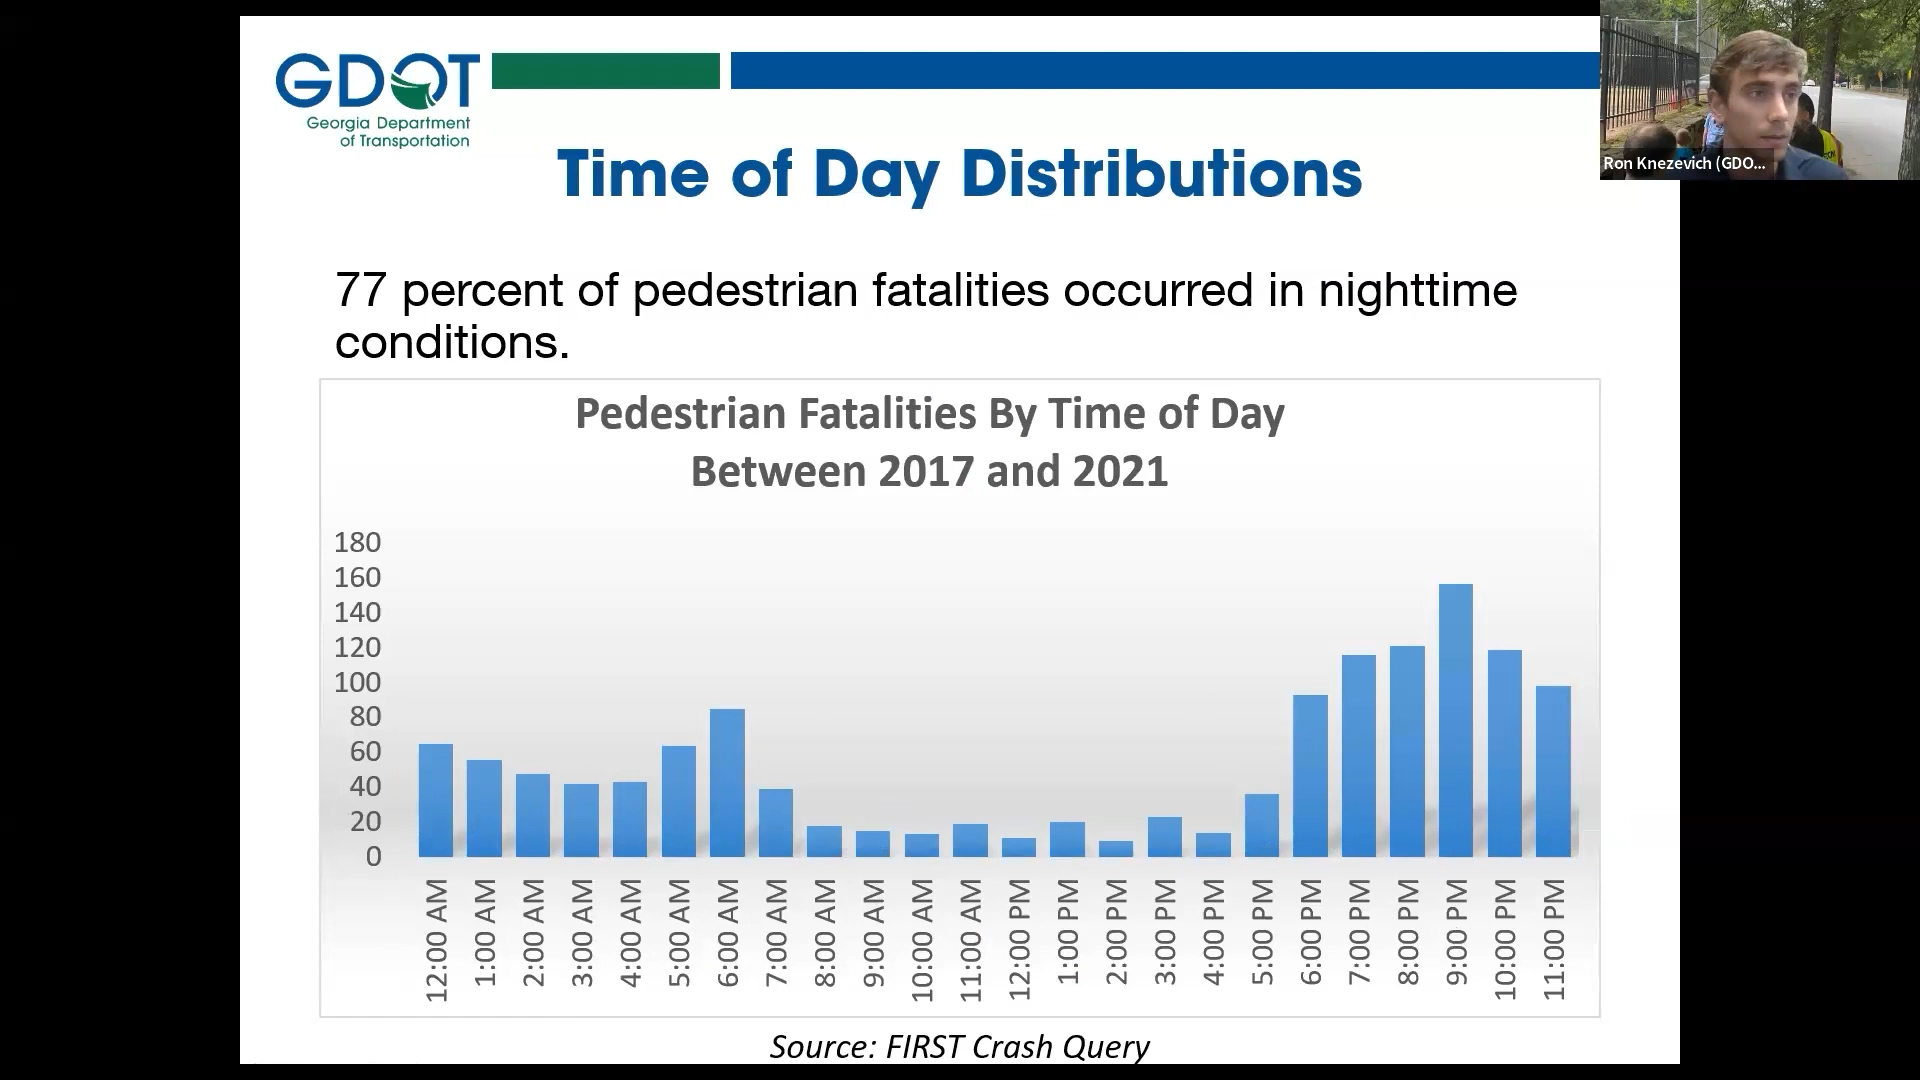 GDOT
Georgia Department
of Transportation
Ron Knezevich (GDO...
Time of Day Distributions
77 percent of pedestrian fatalities occurred in nighttime
conditions.
Pedestrian Fatalities By Time of Day
Between 2017 and 2021
180
160
140
120
100
80
60
40
20
0
12:00 AM
1:00 AM
2:00 AM
3:00 AM
4:00 AM
5:00 AM
6:00 AM
7:00 AM
8:00 AM
9:00 AM
10:00 AM
11:00 AM
12:00 PM
1:00 PM
2:00 PM
3:00 PM
4:00 PM
5:00 PM
6:00 PM
7:00 PM
8:00 PM
9:00 PM
10:00 PM
11:00 PM
Source: FIRST Crash Query